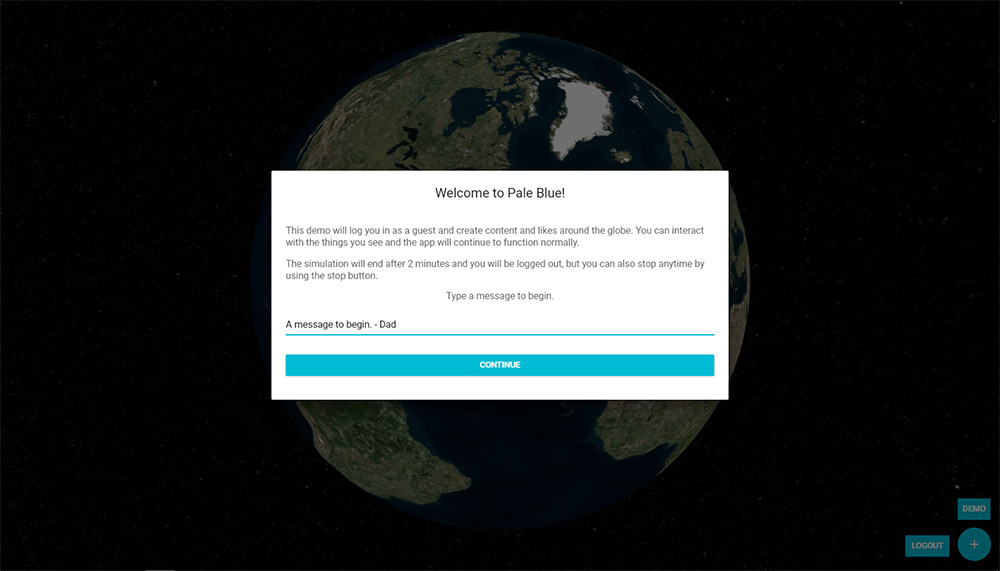 Welcome to Pale Blue!
This demo will log you in as a guest and create content and likes around the globe. You can interact
with the things you see and the app will continue to function normally.
The simulation will end after 2 minutes and you will be logged out, but you can also stop anytime by
using the stop button.
Type a message to begin.
A message to begin. - Dad
CONTINUE
DEMO
LOGOUT
+